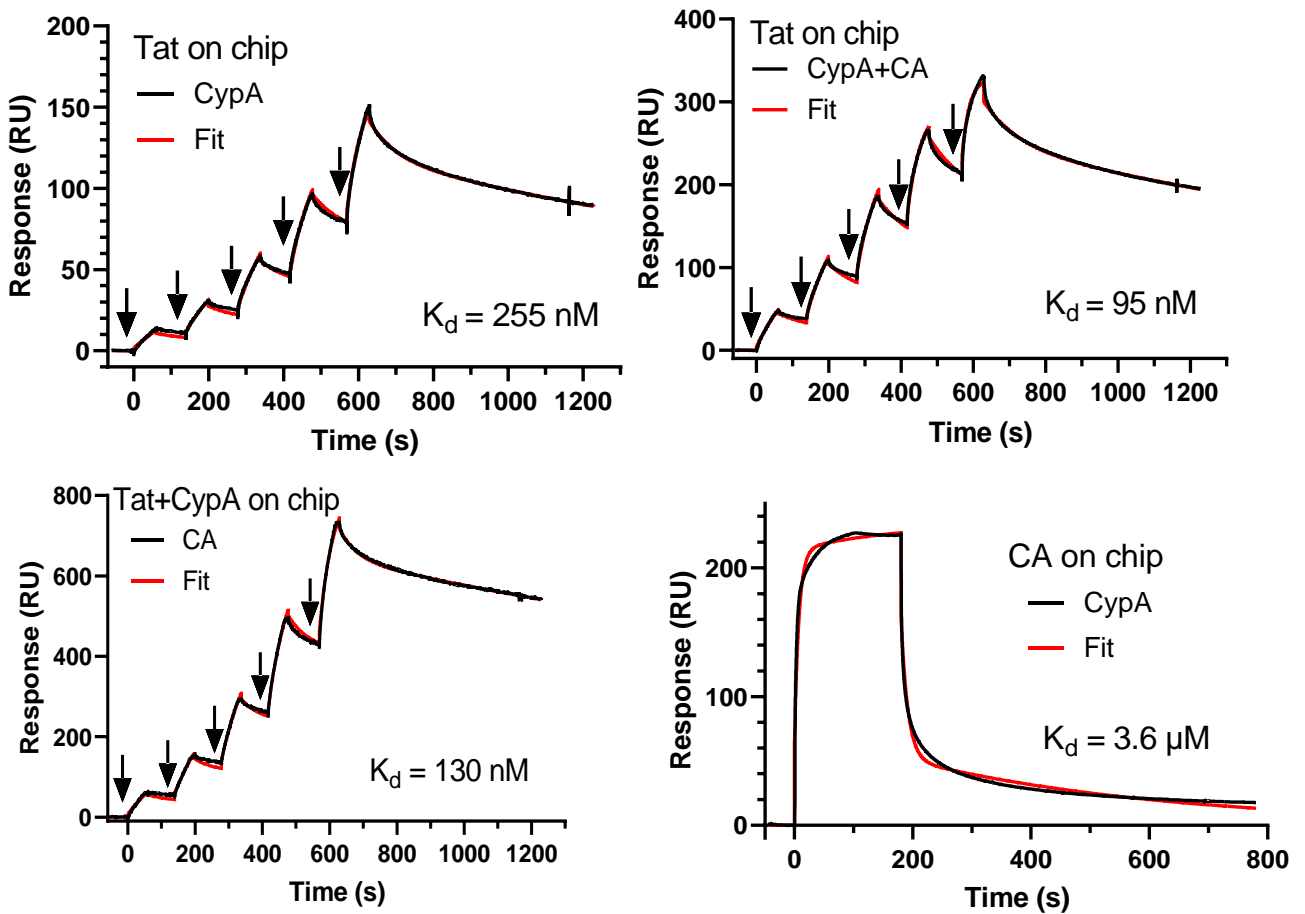 Tat on chip
CypA
Fit
K_d = 255 nM
Response (RU)
200
150
100
50
0
0 200 400 600 800 1000 1200
Time (s)
Tat on chip
CypA+CA
Fit
K_d = 95 nM
Response (RU)
400
300
200
100
0
0 200 400 600 800 1000 1200
Time (s)
Tat+CypA on chip
CA
Fit
K_d = 130 nM
Response (RU)
800
600
400
200
0
0 200 400 600 800 1000 1200
Time (s)
CA on chip
CypA
Fit
K_d = 3.6 µM
Response (RU)
200
100
0
0 200 400 600 800
Time (s)